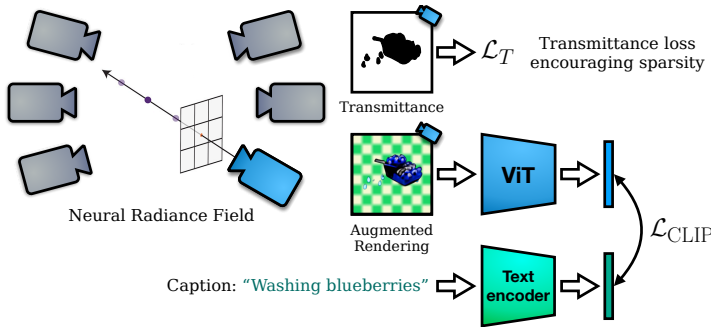 Neural Radiance Field
Transmittance
ℒ_T
Transmittance loss
encouraging sparsity
Augmented
Rendering
ViT
ℒ_CLIP
Caption: “Washing blueberries”
Text
encoder